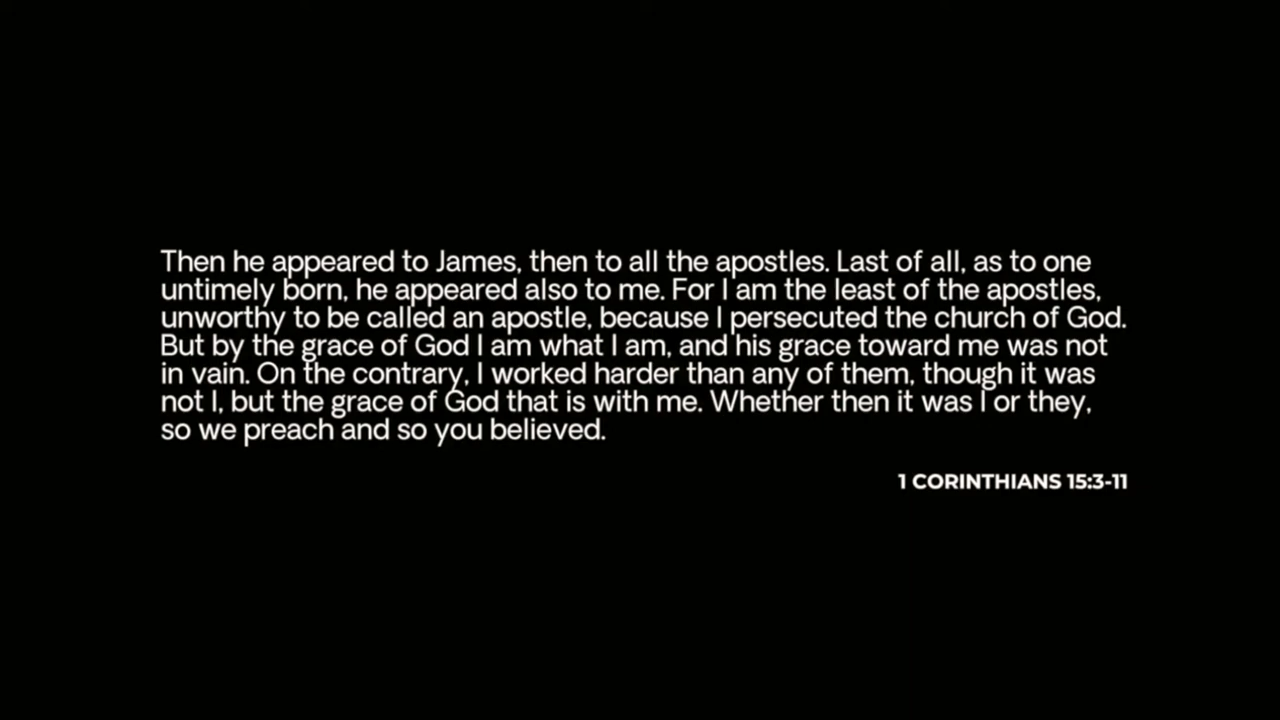 Then he appeared to James, then to all the apostles. Last of all, as to one
untimely born, he appeared also to me. For I am the least of the apostles,
unworthy to be called an apostle, because I persecuted the church of God.
But by the grace of God I am what I am, and his grace toward me was not
in vain. On the contrary, I worked harder than any of them, though it was
not I, but the grace of God that is with me. Whether then it was I or they,
so we preach and so you believed.
1 CORINTHIANS 15:3-11